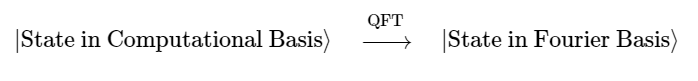 |State in Computational Basis⟩ QFT⟶ |State in Fourier Basis⟩